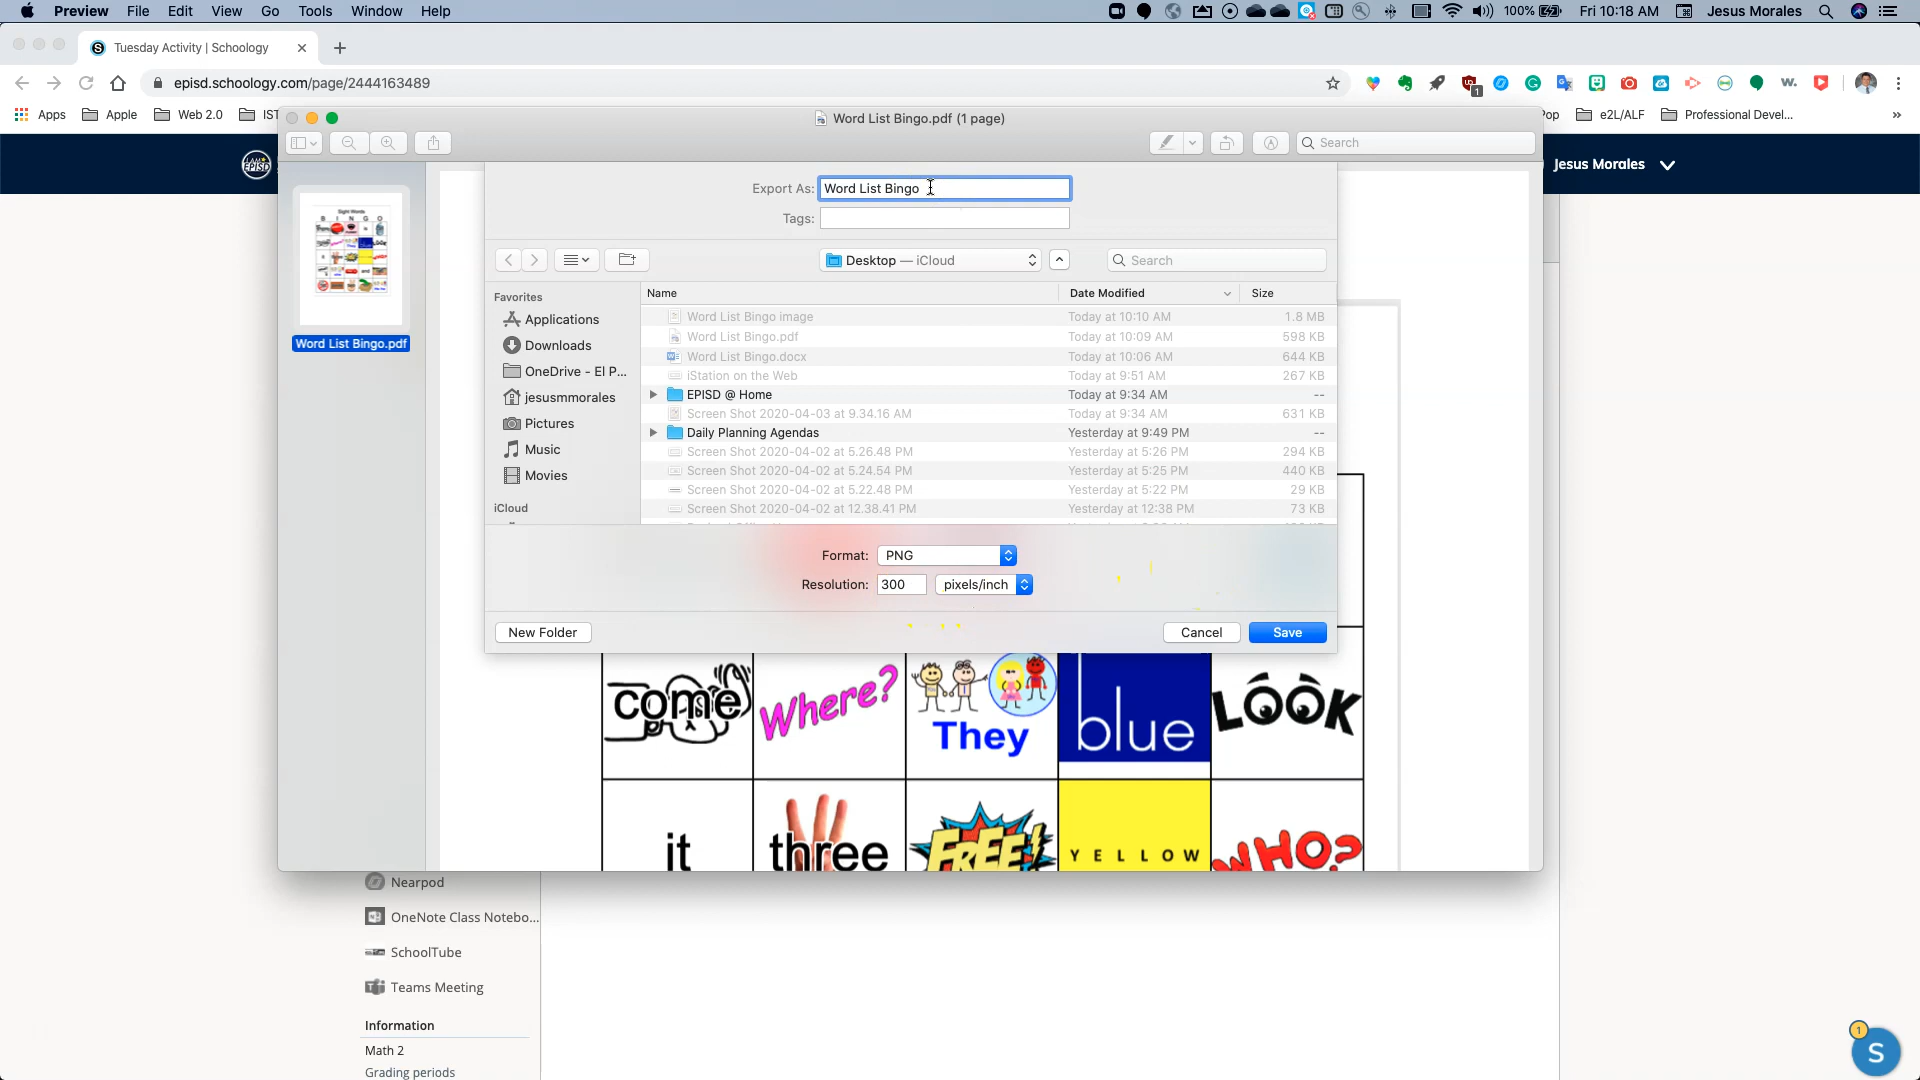 Preview File Edit View Go Tools Window Help 100% Fri 10:18 AM Jesus Morales
Tuesday Activity | Schoology
episd.schoology.com/page/2444163489
Apps Apple Web 2.0 IST e2L/ALF Professional Devel...
Word List Bingo.pdf (1 page)
Search
Jesus Morales
Export As: Word List Bingo
Tags:
Desktop — iCloud
Search
Name Date Modified Size
Favorites
Applications
Downloads
OneDrive - El P...
jesusmmorales
Pictures
Music
Movies
iCloud
Word List Bingo image Today at 10:10 AM 1.8 MB
Word List Bingo.pdf Today at 10:09 AM 598 KB
Word List Bingo.docx Today at 10:06 AM 644 KB
iStation on the Web Today at 9:51 AM 267 KB
EPISD @ Home Today at 9:34 AM --
Screen Shot 2020-04-03 at 9.34.16 AM Today at 9:34 AM 631 KB
Daily Planning Agendas Yesterday at 9:49 PM --
Screen Shot 2020-04-02 at 5.26.48 PM Yesterday at 5:26 PM 294 KB
Screen Shot 2020-04-02 at 5.24.54 PM Yesterday at 5:25 PM 440 KB
Screen Shot 2020-04-02 at 5.22.48 PM Yesterday at 5:22 PM 29 KB
Screen Shot 2020-04-02 at 12.38.41 PM Yesterday at 12:38 PM 73 KB
Format: PNG
Resolution: 300 pixels/inch
New Folder Cancel Save
Sight Words
B I N G O
Word List Bingo.pdf
come Where? They blue LOOK
it three FREE! YELLOW WHO?
Nearpod
OneNote Class Notebo...
SchoolTube
Teams Meeting
Information
Math 2
Grading periods
1
S